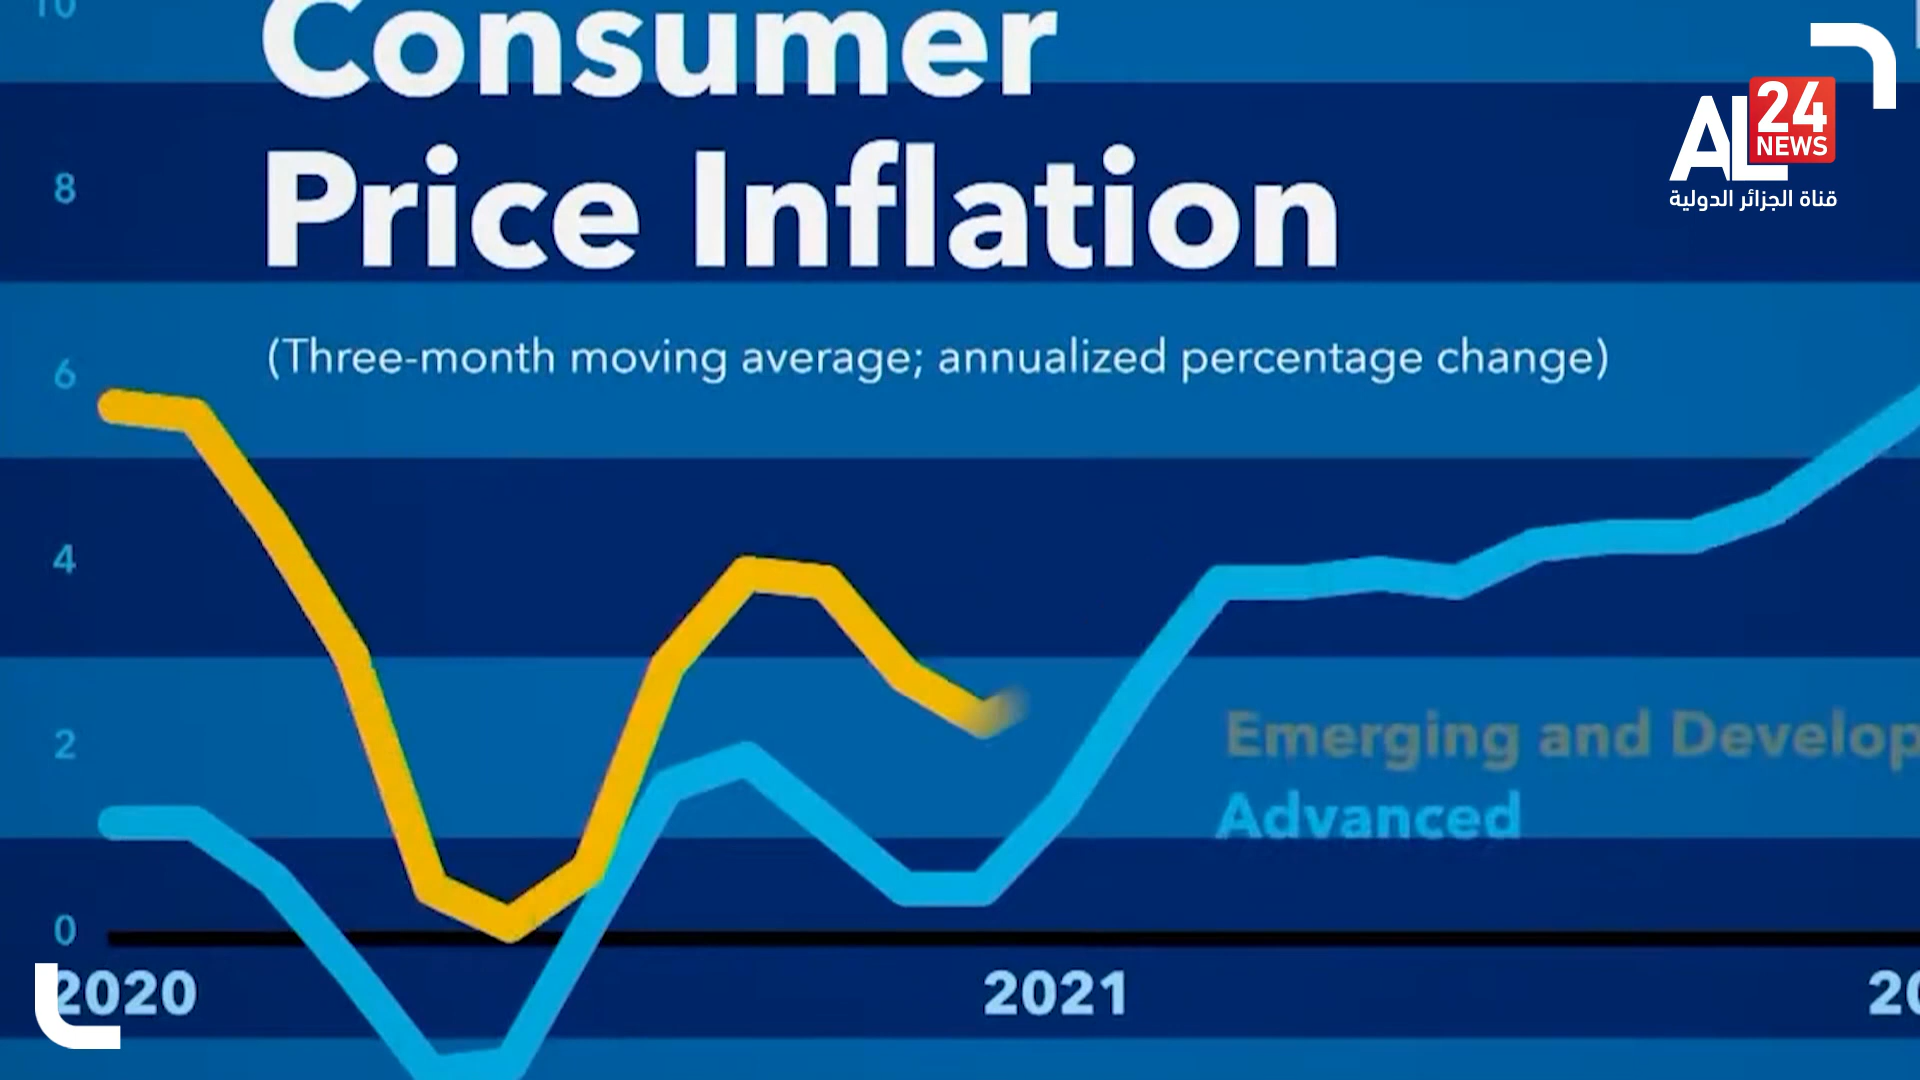 10
Consumer
Price Inflation
(Three-month moving average; annualized percentage change)
8
6
4
2
0
2020
2021
20
Emerging and Develop
Advanced
AL
24
NEWS
قناة الجزائر الدولية